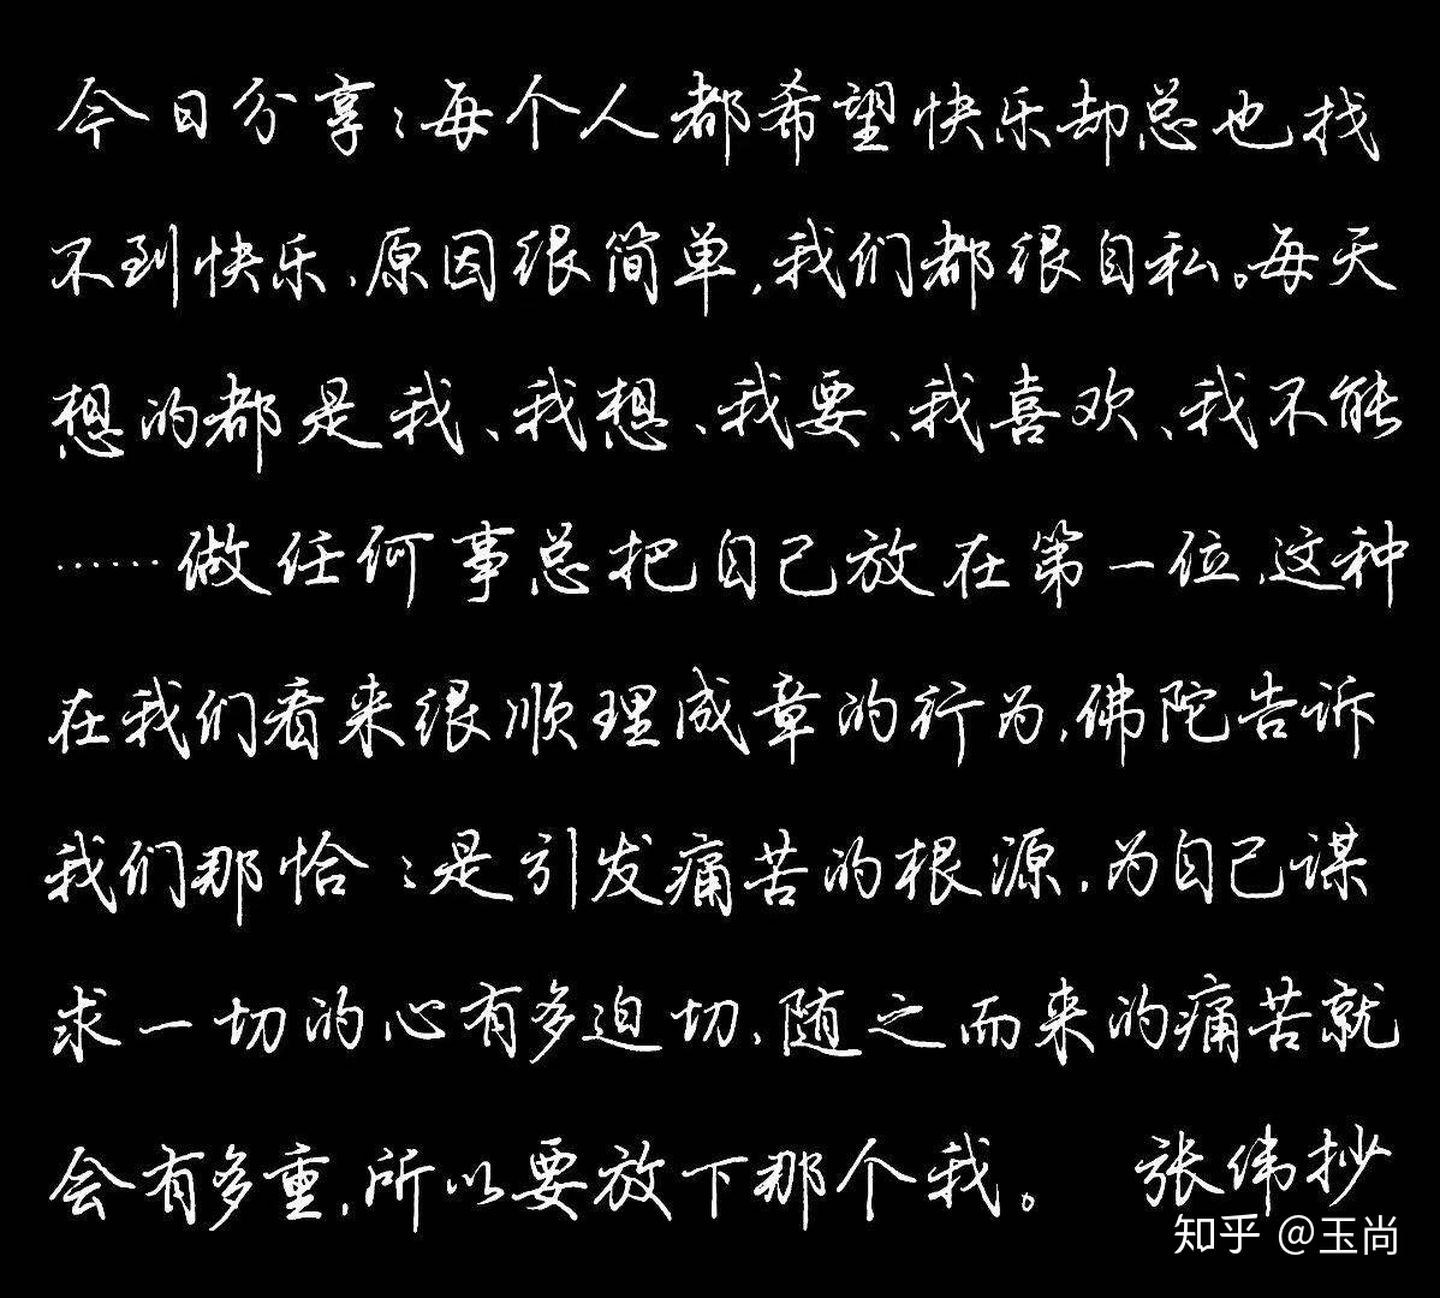 今日分享：每个人都希望快乐却总也找
不到快乐，原因很简单，我们都很自私。每天
想的都是我、我想、我要、我喜欢、我不能
……做任何事总把自己放在第一位，这种
在我们看来很顺理成章的行为，佛陀告诉
我们那恰恰是引发痛苦的根源，为自己谋
求一切的心有多迫切，随之而来的痛苦就
会有多重，所以要放下那个我。 张伟抄
知乎 @玉尚